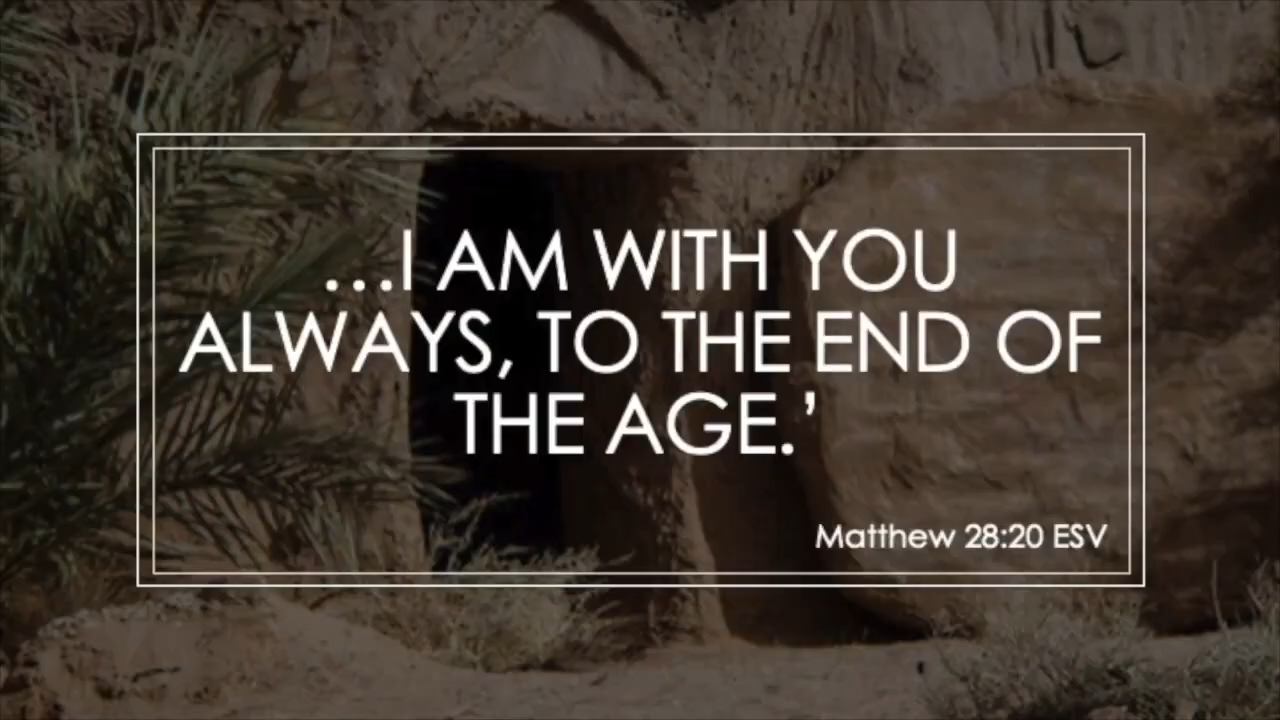 ...I AM WITH YOU
ALWAYS, TO THE END OF
THE AGE.’
Matthew 28:20 ESV